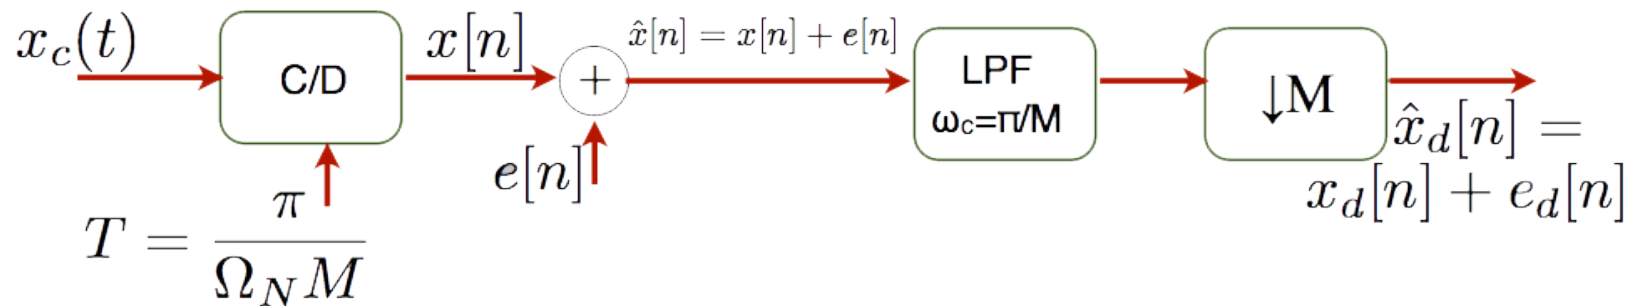 x_c(t)
C/D
x[n]
+
x̂[n] = x[n] + e[n]
LPF
ω_c=π/M
↓M
x̂_d[n] =
x_d[n] + e_d[n]
e[n]
T = π / Ω_N M